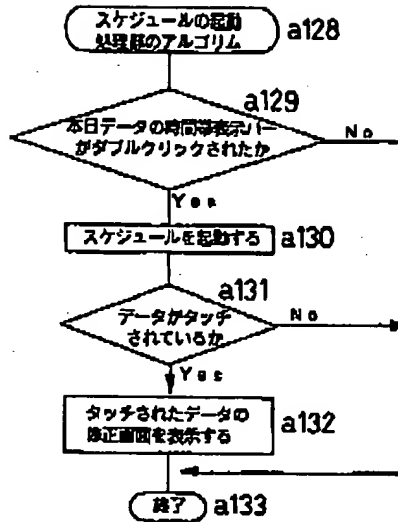 スケジュールの起動
処理部のアルゴリム
a128
a129
本日データの時間帯表示バー
がダブルクリックされたか
No
Yes
スケジュールを起動する
a130
a131
データがタッチ
されているか
No
Yes
タッチされたデータの
修正画面を表示する
a132
終了
a133